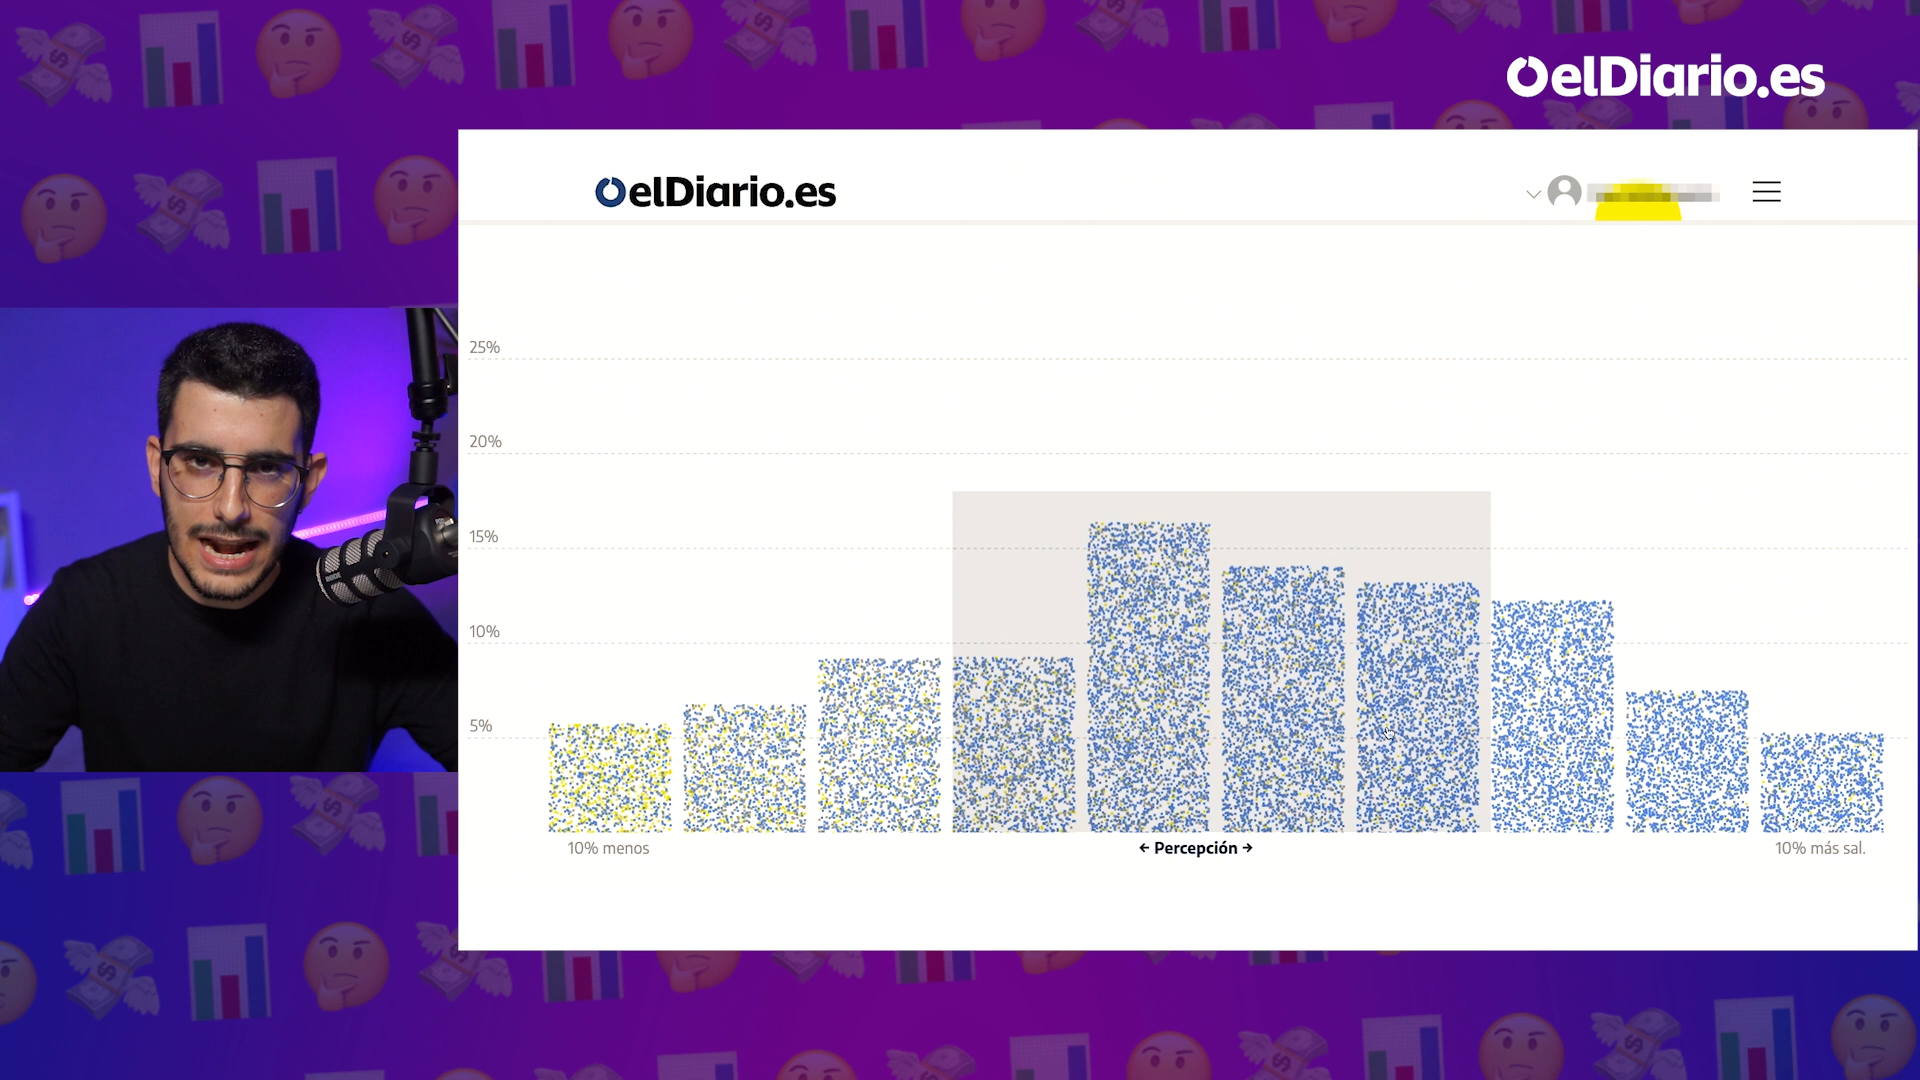 elDiario.es
elDiario.es
25%
20%
15%
10%
5%
10% menos
← Percepción →
10% más sal.